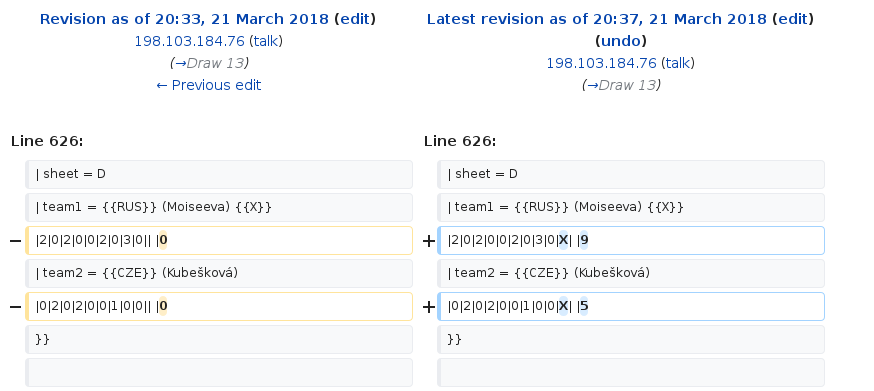 Revision as of 20:33, 21 March 2018 (edit)
198.103.184.76 (talk)
(→Draw 13)
← Previous edit
Latest revision as of 20:37, 21 March 2018 (edit)
(undo)
198.103.184.76 (talk)
(→Draw 13)
Line 626:
Line 626:
| sheet = D
| sheet = D
| team1 = {{RUS}} (Moiseeva) {{X}}
| team1 = {{RUS}} (Moiseeva) {{X}}
− |2|0|2|0|0|2|0|3|0|| |0
+ |2|0|2|0|0|2|0|3|0|X| |9
| team2 = {{CZE}} (Kubešková)
| team2 = {{CZE}} (Kubešková)
− |0|2|0|2|0|0|1|0|0|| |0
+ |0|2|0|2|0|0|1|0|0|X| |5
}}
}}